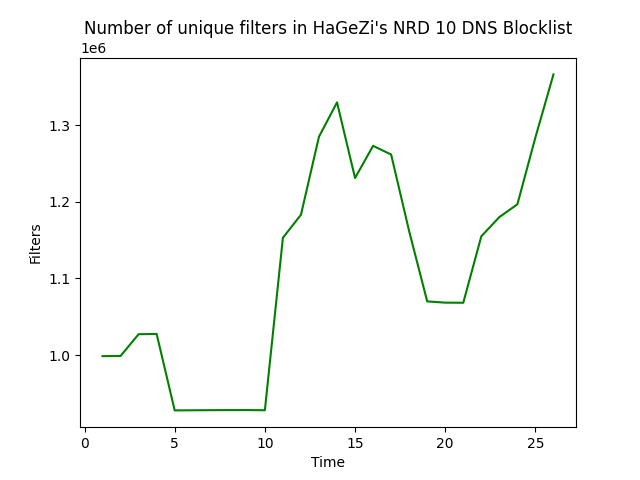 Number of unique filters in HaGeZi's NRD 10 DNS Blocklist
1e6
1.3
1.2
1.1
1.0
Filters
0 5 10 15 20 25
Time